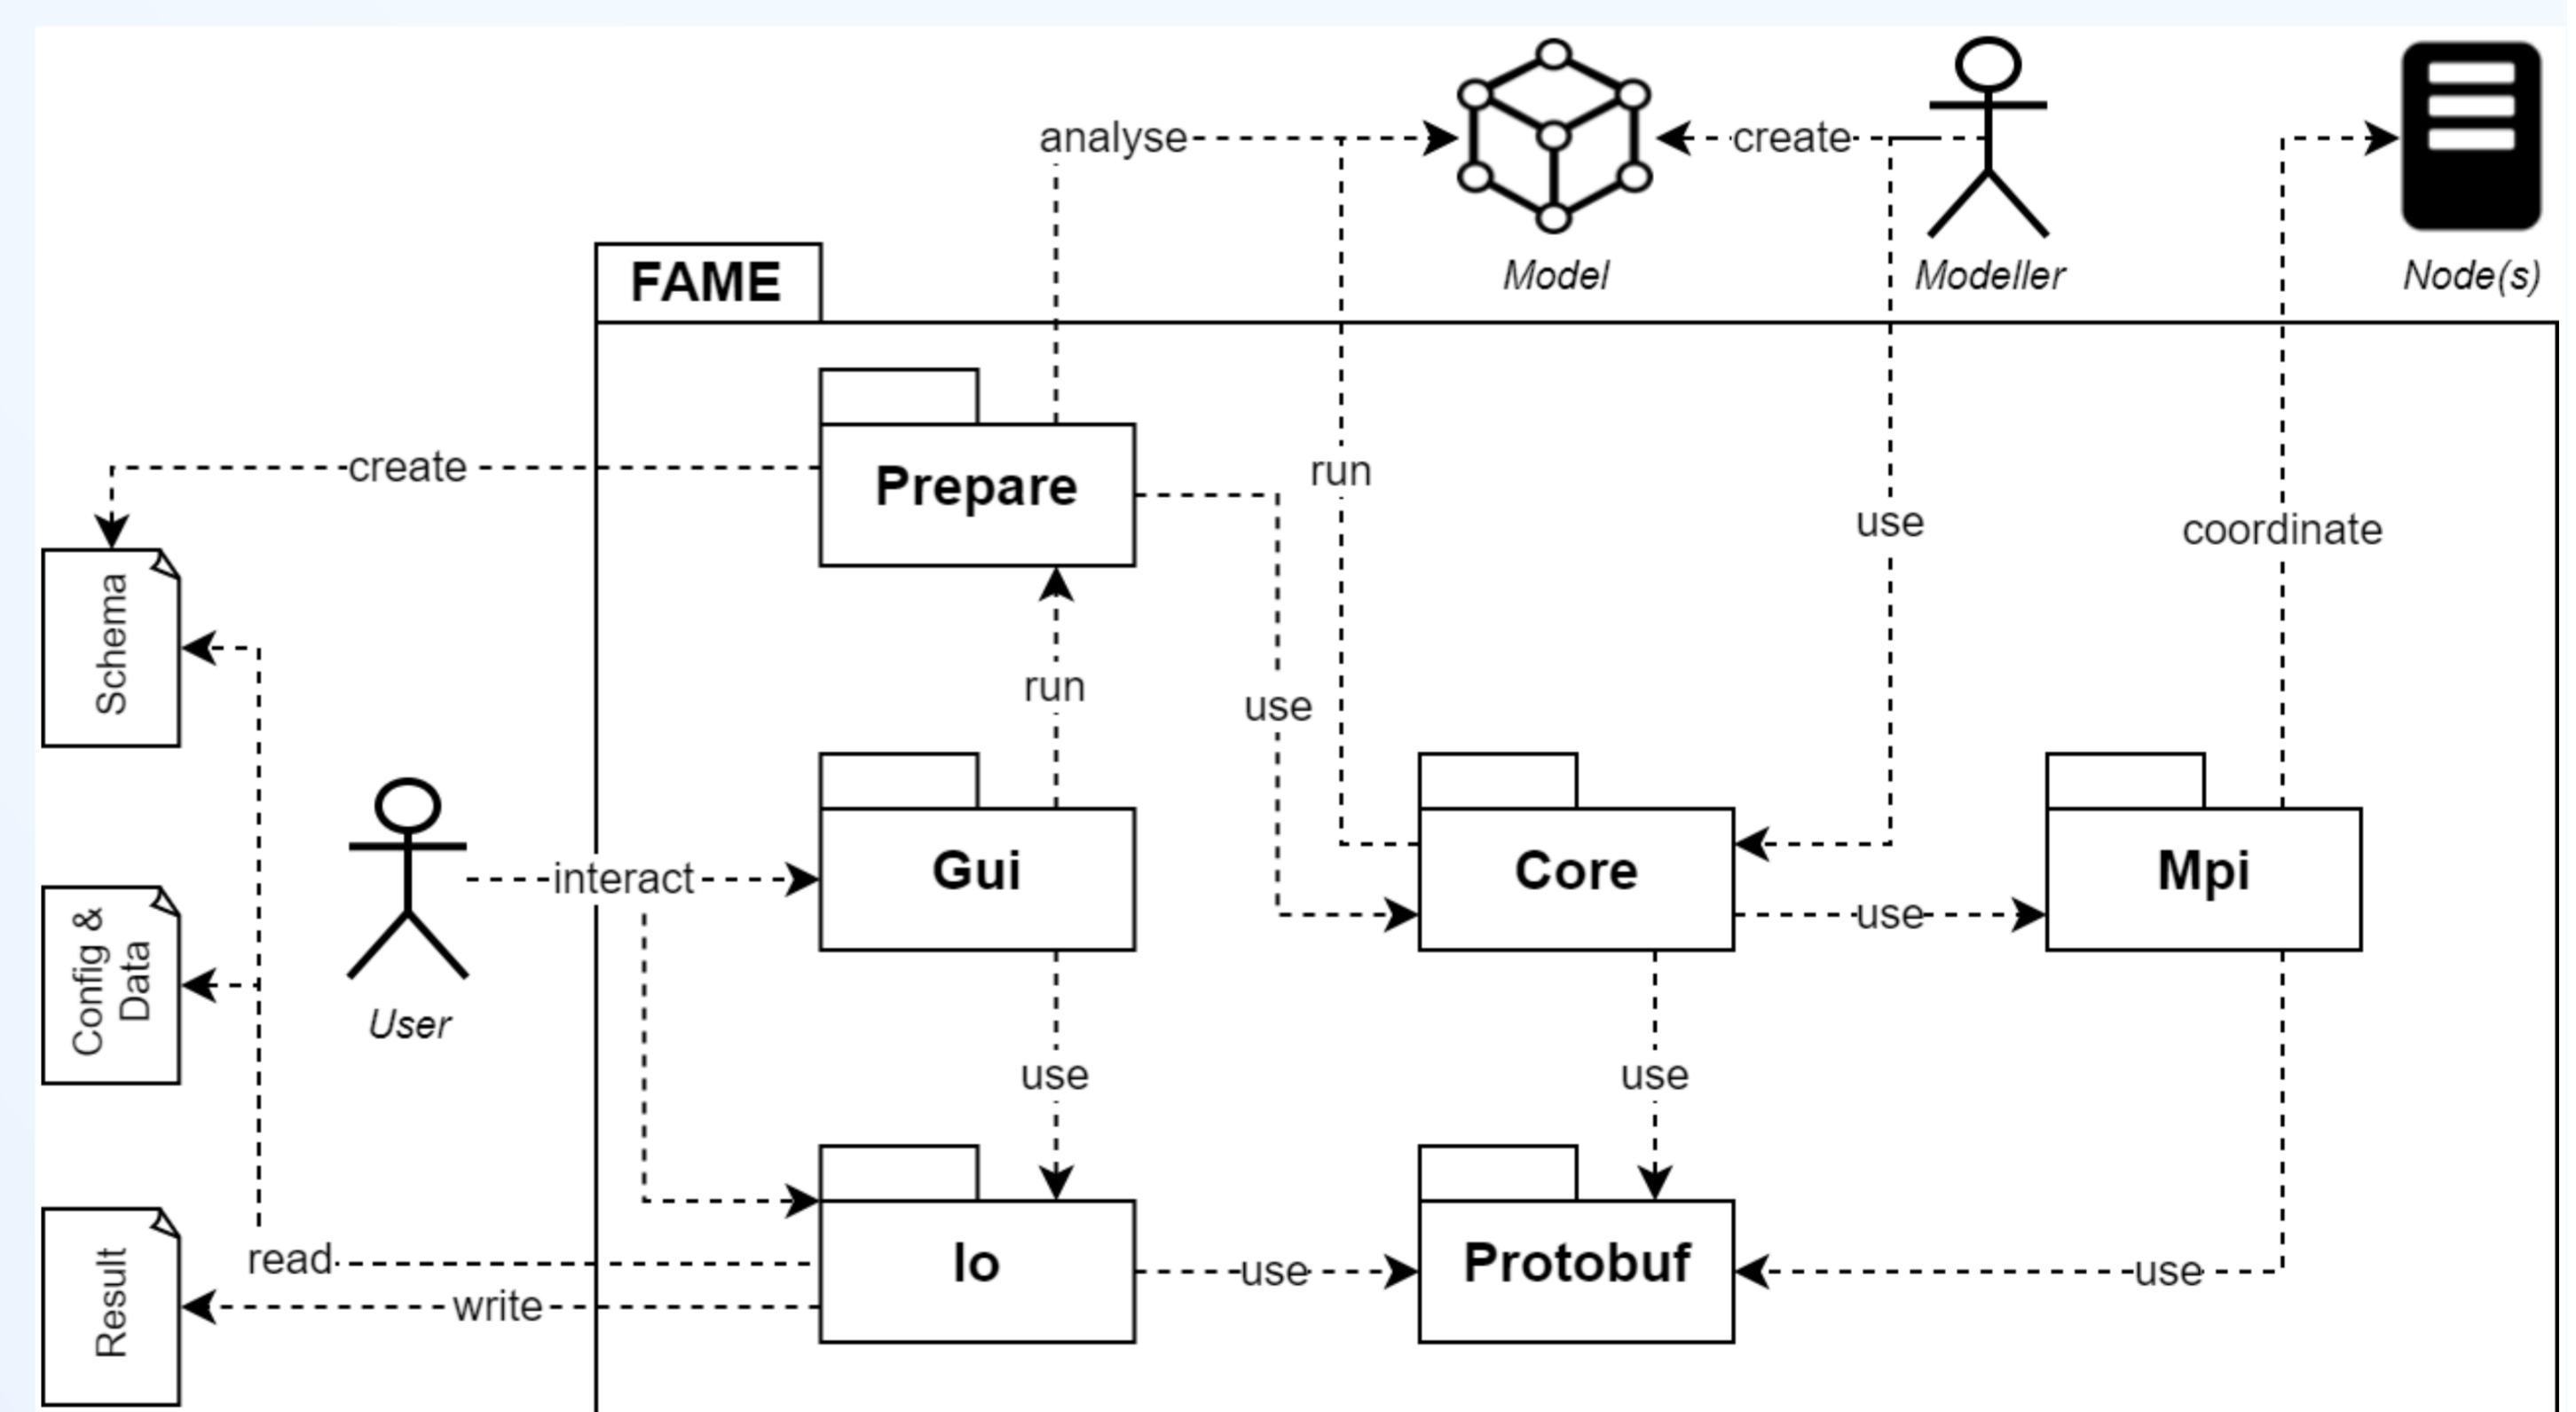 analyse
create
Model
Modeller
Node(s)
FAME
create
Prepare
run
use
coordinate
Schema
run
use
interact
Gui
Core
use
Mpi
Config &
Data
User
use
use
read
write
Io
use
Protobuf
use
Result